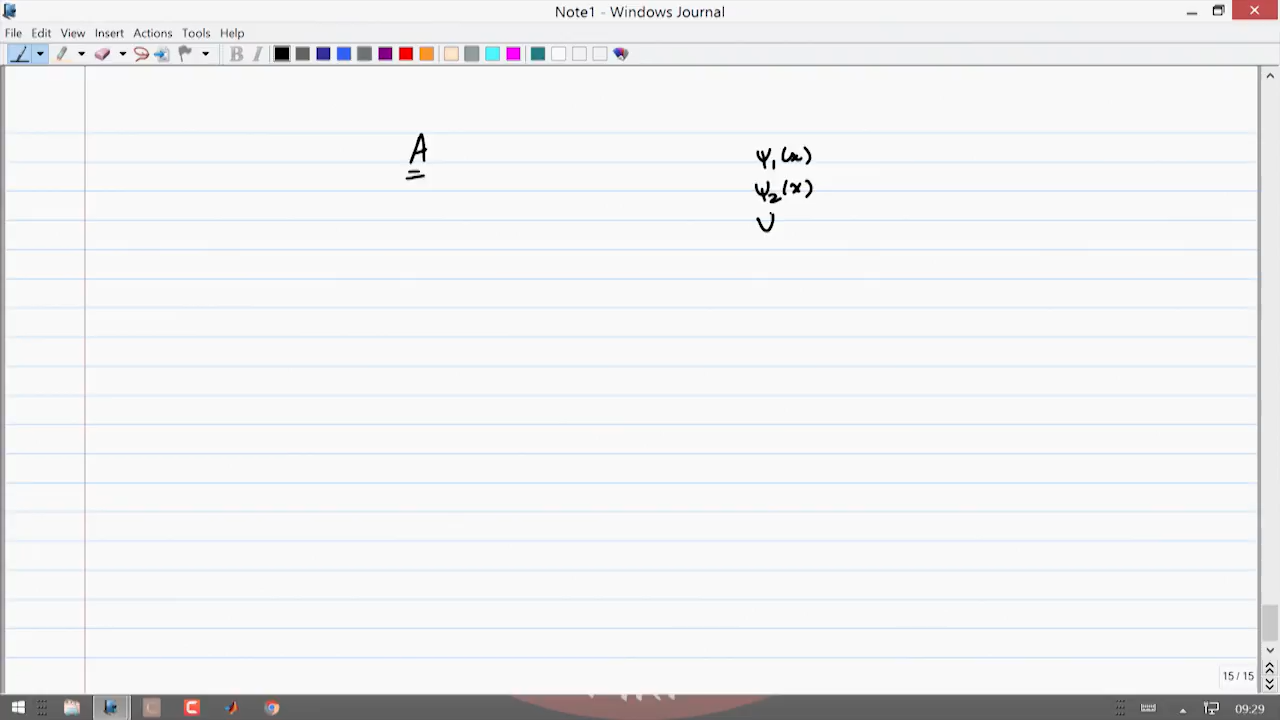 Note1 - Windows Journal
File Edit View Insert Actions Tools Help
B I
A
ψ₁(x)
ψ₂(x)
U
15 / 15
09:29